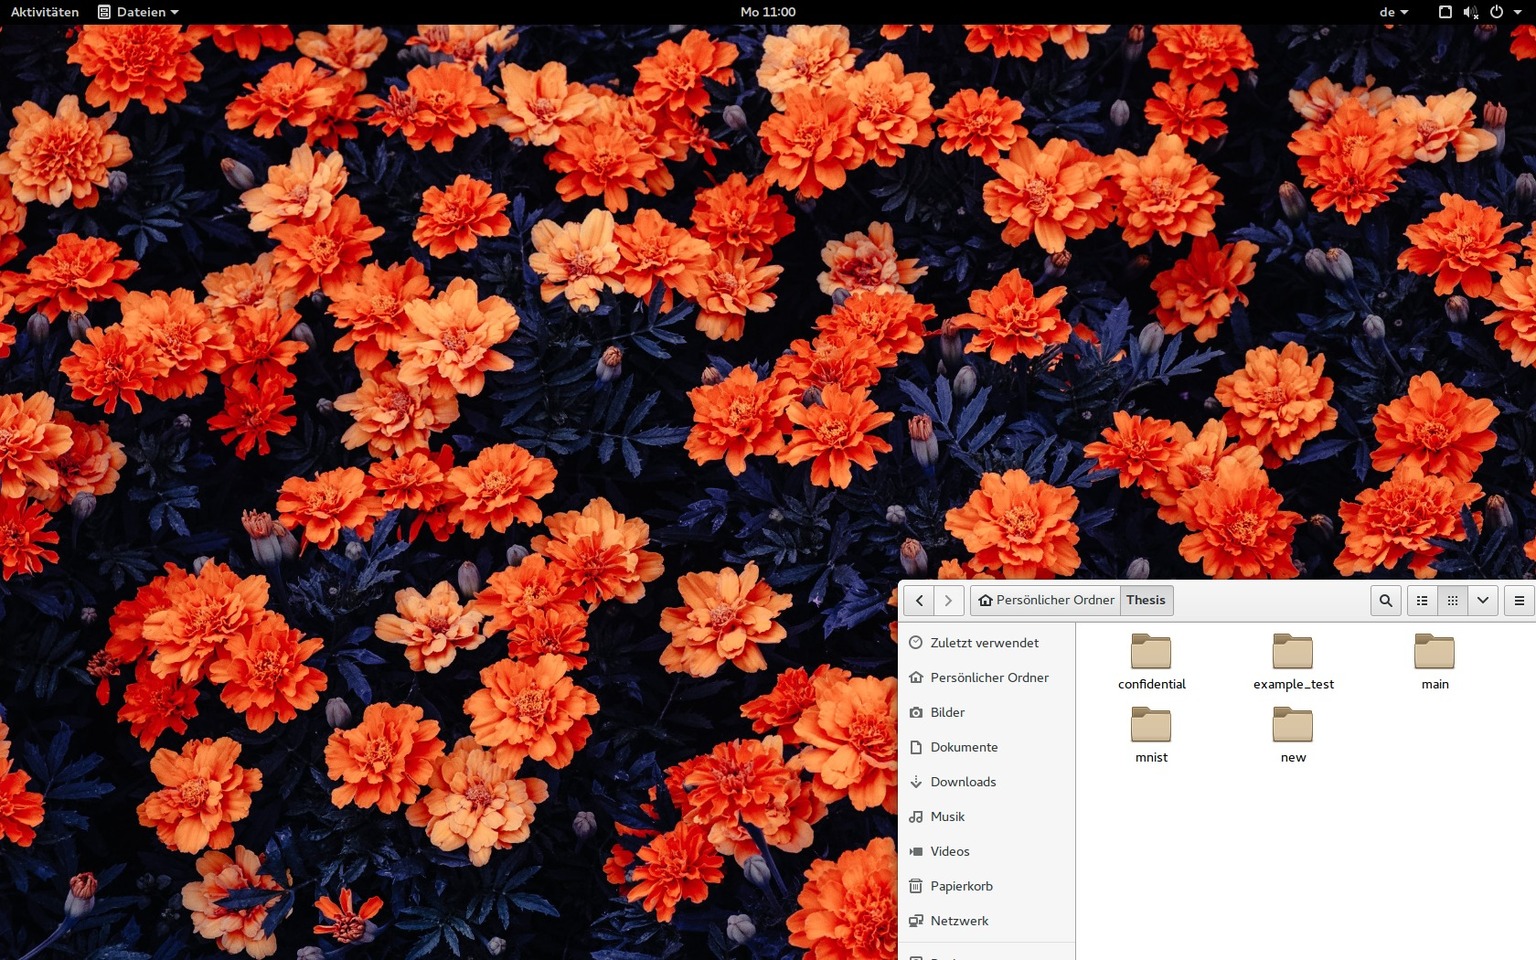 Aktivitäten Dateien Mo 11:00 de
Persönlicher Ordner Thesis
Zuletzt verwendet
Persönlicher Ordner
Bilder
Dokumente
Downloads
Musik
Videos
Papierkorb
Netzwerk
confidential example_test main
mnist new